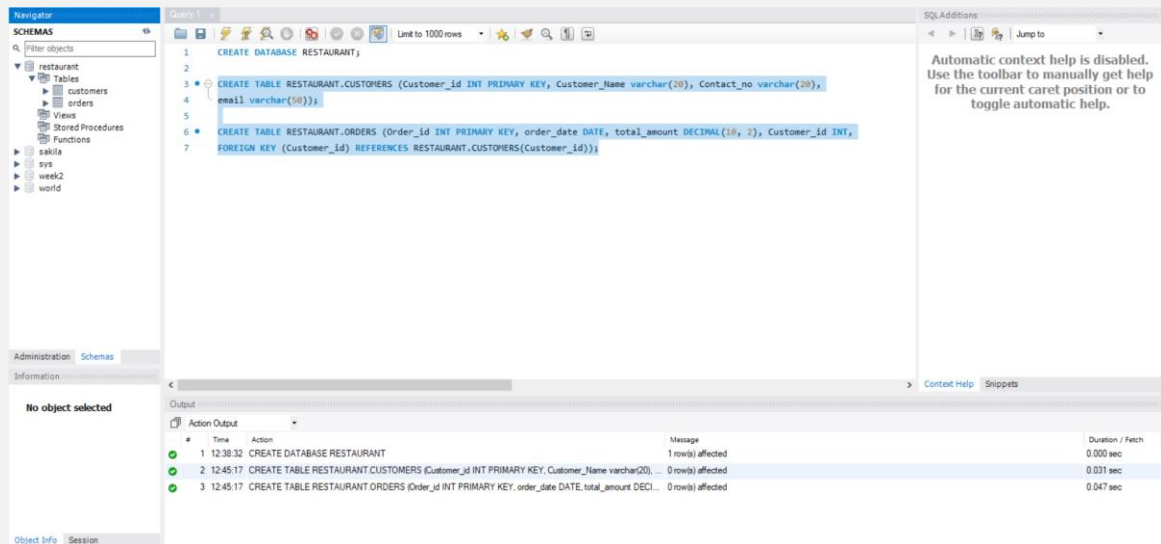 Navigator
SCHEMAS
Filter objects
restaurant
Tables
customers
orders
Views
Stored Procedures
Functions
sakila
sys
week2
world
Administration Schemas
Information
No object selected
Object Info Session
Query 1
Limit to 1000 rows
1 CREATE DATABASE RESTAURANT;
2
3 CREATE TABLE RESTAURANT.CUSTOMERS (Customer_id INT PRIMARY KEY, Customer_Name varchar(20), Contact_no varchar(20),
4 email varchar(50));
5
6 CREATE TABLE RESTAURANT.ORDERS (Order_id INT PRIMARY KEY, order_date DATE, total_amount DECIMAL(10, 2), Customer_id INT,
7 FOREIGN KEY (Customer_id) REFERENCES RESTAURANT.CUSTOMERS(Customer_id));
SQLAdditions
Jump to
Automatic context help is disabled.
Use the toolbar to manually get help
for the current caret position or to
toggle automatic help.
Context Help Snippets
Output
Action Output
# Time Action Message Duration / Fetch
1 12:38:32 CREATE DATABASE RESTAURANT 1 row(s) affected 0.000 sec
2 12:45:17 CREATE TABLE RESTAURANT.CUSTOMERS (Customer_id INT PRIMARY KEY, Customer_Name varchar(20), ... 0 row(s) affected 0.031 sec
3 12:45:17 CREATE TABLE RESTAURANT.ORDERS (Order_id INT PRIMARY KEY, order_date DATE, total_amount DECI... 0 row(s) affected 0.047 sec